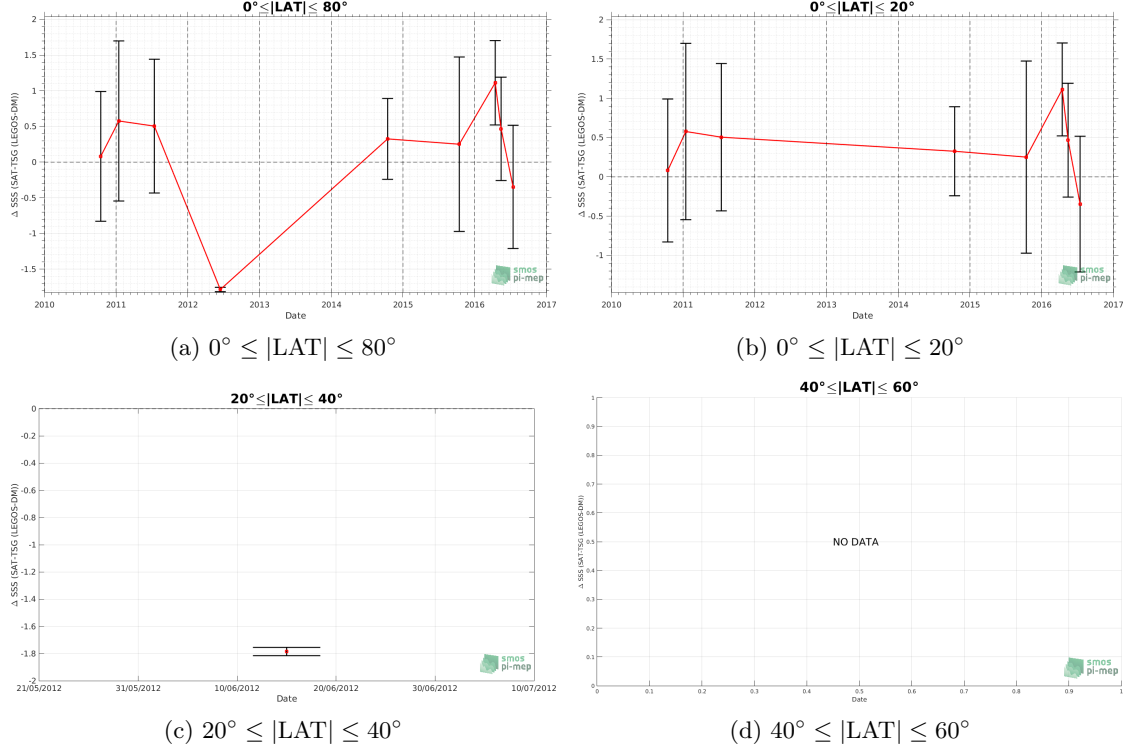 0°≤|LAT|≤ 80°
Δ SSS (SAT-TSG (LEGOS-DM))
2
1.5
1
0.5
0
-0.5
-1
-1.5
2010 2011 2012 2013 2014 2015 2016 2017
Date
smos
pi-mep
(a) 0° ≤ |LAT| ≤ 80°
0°≤|LAT|≤ 20°
Δ SSS (SAT-TSG (LEGOS-DM))
2
1.5
1
0.5
0
-0.5
-1
2010 2011 2012 2013 2014 2015 2016 2017
Date
smos
pi-mep
(b) 0° ≤ |LAT| ≤ 20°
20°≤|LAT|≤ 40°
Δ SSS (SAT-TSG (LEGOS-DM))
0
-0.2
-0.4
-0.6
-0.8
-1
-1.2
-1.4
-1.6
-1.8
-2
21/05/2012 31/05/2012 10/06/2012 20/06/2012 30/06/2012 10/07/2012
Date
smos
pi-mep
(c) 20° ≤ |LAT| ≤ 40°
40°≤|LAT|≤ 60°
Δ SSS (SAT-TSG (LEGOS-DM))
1
0.9
0.8
0.7
0.6
0.5
0.4
0.3
0.2
0.1
0
NO DATA
0 0.1 0.2 0.3 0.4 0.5 0.6 0.7 0.8 0.9 1
Date
smos
pi-mep
(d) 40° ≤ |LAT| ≤ 60°